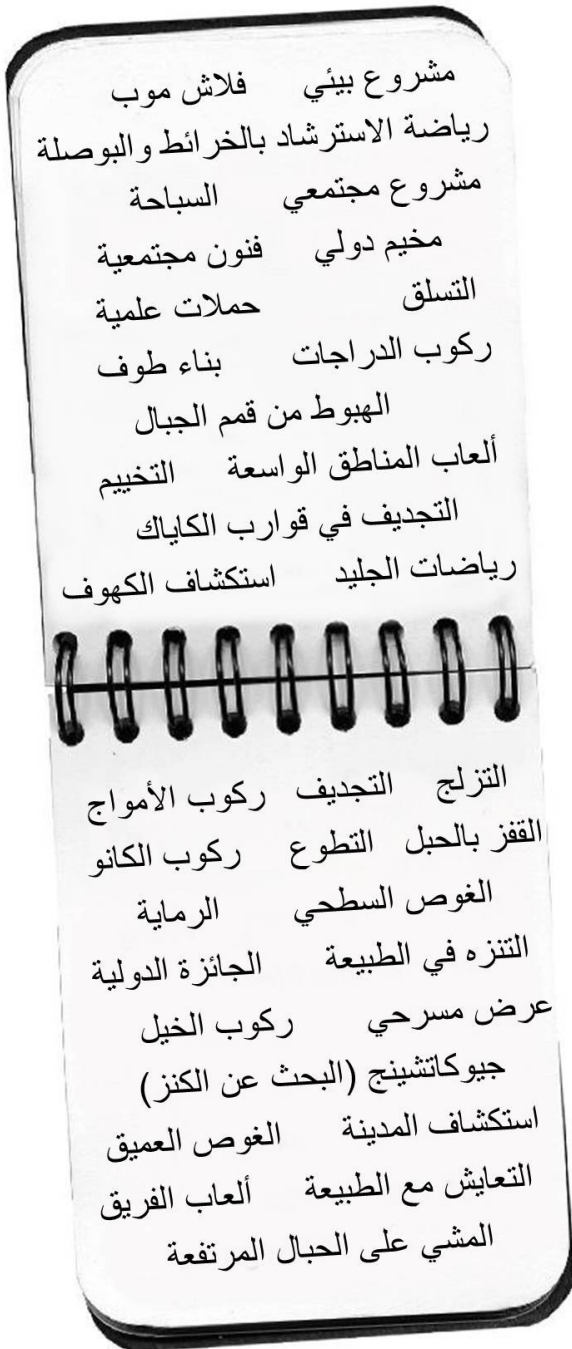 مشروع بيئي فلاش موب
رياضة الاسترشاد بالخرائط والبوصلة
مشروع مجتمعي السباحة
مخيم دولي فنون مجتمعية
التسلق حملات علمية
ركوب الدراجات بناء طوف
الهبوط من قمم الجبال
ألعاب المناطق الواسعة التخييم
التجديف في قوارب الكاياك
رياضات الجليد استكشاف الكهوف
التزلج التجديف ركوب الأمواج
القفز بالحبل التطوع ركوب الكانو
الغوص السطحي الرماية
التنزه في الطبيعة الجائزة الدولية
عرض مسرحي ركوب الخيل
جيوكاتشينج (البحث عن الكنز)
استكشاف المدينة الغوص العميق
التعايش مع الطبيعة ألعاب الفريق
المشي على الحبال المرتفعة